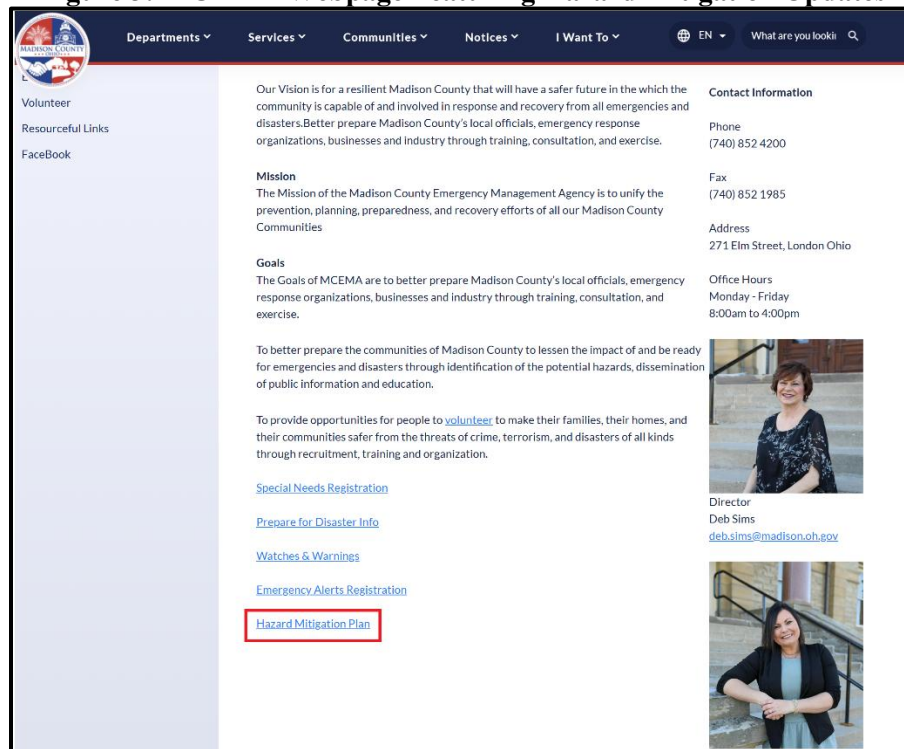 Webpage
Hazard Mitigation Updates
MADISON COUNTY
OHIO
Departments
Services
Communities
Notices
I Want To
EN
What are you lookin
Volunteer
Resourceful Links
FaceBook
Our Vision is for a resilient Madison County that will have a safer future in the which the
community is capable of and involved in response and recovery from all emergencies and
disasters.Better prepare Madison County's local officials, emergency response
organizations, businesses and industry through training, consultation, and exercise.
Mission
The Mission of the Madison County Emergency Management Agency is to unify the
prevention, planning, preparedness, and recovery efforts of all our Madison County
Communities
Goals
The Goals of MCEMA are to better prepare Madison County's local officials, emergency
response organizations, businesses and industry through training, consultation, and
exercise.
To better prepare the communities of Madison County to lessen the impact of and be ready
for emergencies and disasters through identification of the potential hazards, dissemination
of public information and education.
To provide opportunities for people to volunteer to make their families, their homes, and
their communities safer from the threats of crime, terrorism, and disasters of all kinds
through recruitment, training and organization.
Special Needs Registration
Prepare for Disaster Info
Watches & Warnings
Emergency Alerts Registration
Hazard Mitigation Plan
Contact Information
Phone
(740) 852 4200
Fax
(740) 852 1985
Address
271 Elm Street, London Ohio
Office Hours
Monday - Friday
8:00am to 4:00pm
Director
Deb Sims
deb.sims@madison.oh.gov